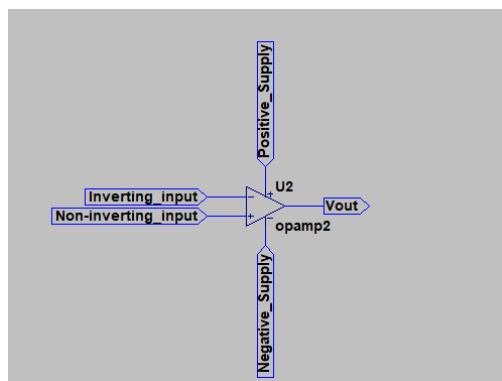 Positive_Supply
U2
Inverting_input
Non-inverting_input
Vout
opamp2
Negative_Supply